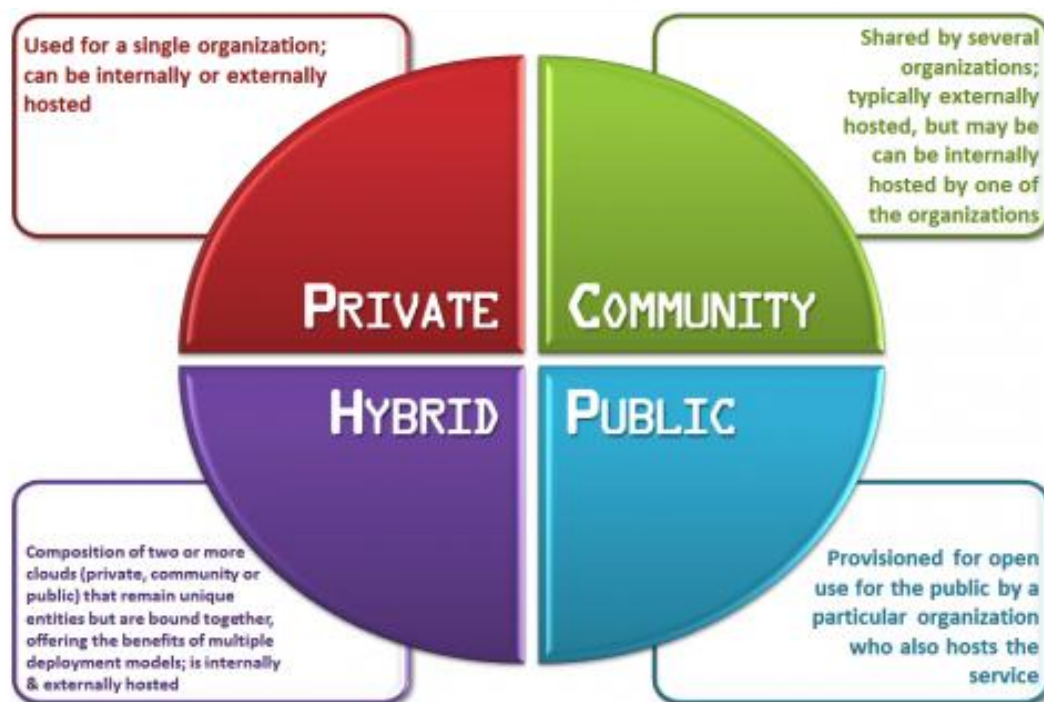 Used for a single organization;
can be internally or externally
hosted
Shared by several
organizations;
typically externally
hosted, but may be
can be internally
hosted by one of
the organizations
PRIVATE
COMMUNITY
HYBRID
PUBLIC
Composition of two or more
clouds (private, community or
public) that remain unique
entities but are bound together,
offering the benefits of multiple
deployment models; is internally
& externally hosted
Provisioned for open
use for the public by a
particular organization
who also hosts the
service